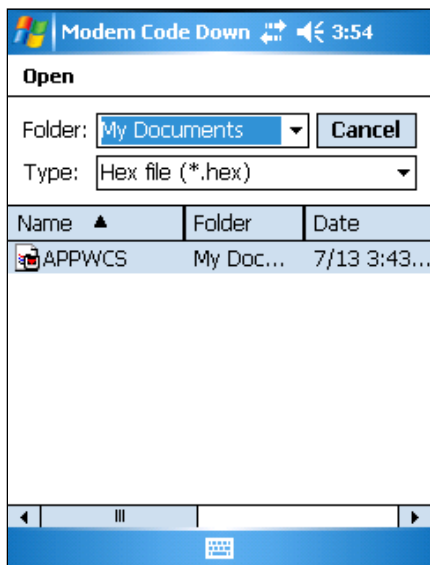 Modem Code Down 3:54
Open
Folder: My Documents Cancel
Type: Hex file (*.hex)
Name Folder Date
APPWCS My Doc... 7/13 3:43...